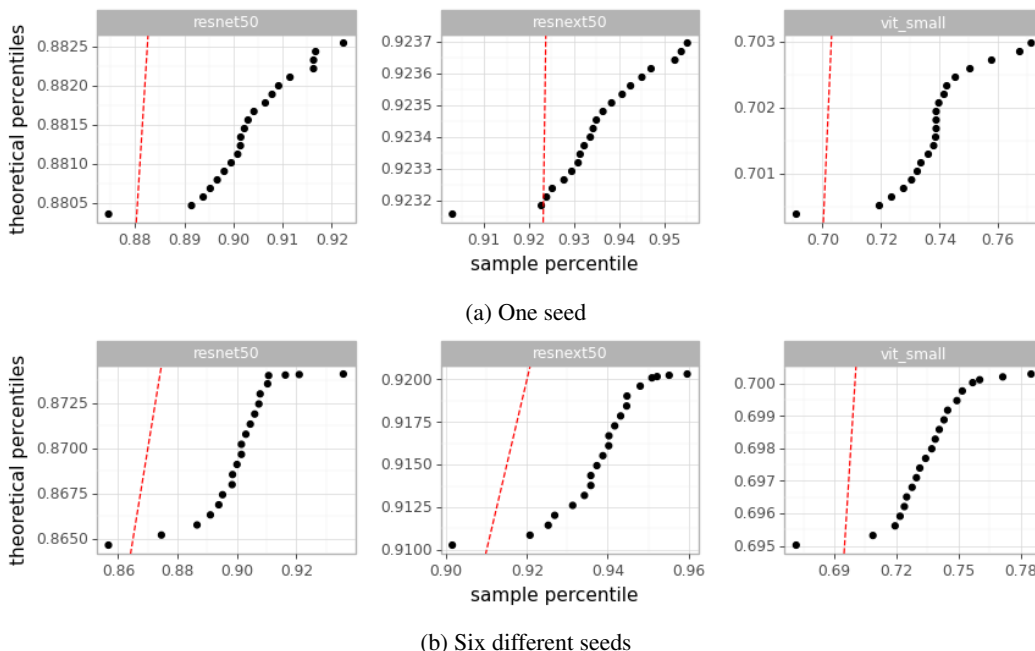 resnet50 resnext50 vit_small
theoretical percentiles
0.8825
0.8820
0.8815
0.8810
0.8805
0.88 0.89 0.90 0.91 0.92
0.9237
0.9236
0.9235
0.9234
0.9233
0.9232
0.91 0.92 0.93 0.94 0.95
0.703
0.702
0.701
0.70 0.72 0.74 0.76
sample percentile
(a) One seed
resnet50 resnext50 vit_small
theoretical percentiles
0.8725
0.8700
0.8675
0.8650
0.86 0.88 0.90 0.92
0.9200
0.9175
0.9150
0.9125
0.9100
0.90 0.92 0.94 0.96
0.700
0.699
0.698
0.697
0.696
0.695
0.69 0.72 0.75 0.78
sample percentile
(b) Six different seeds